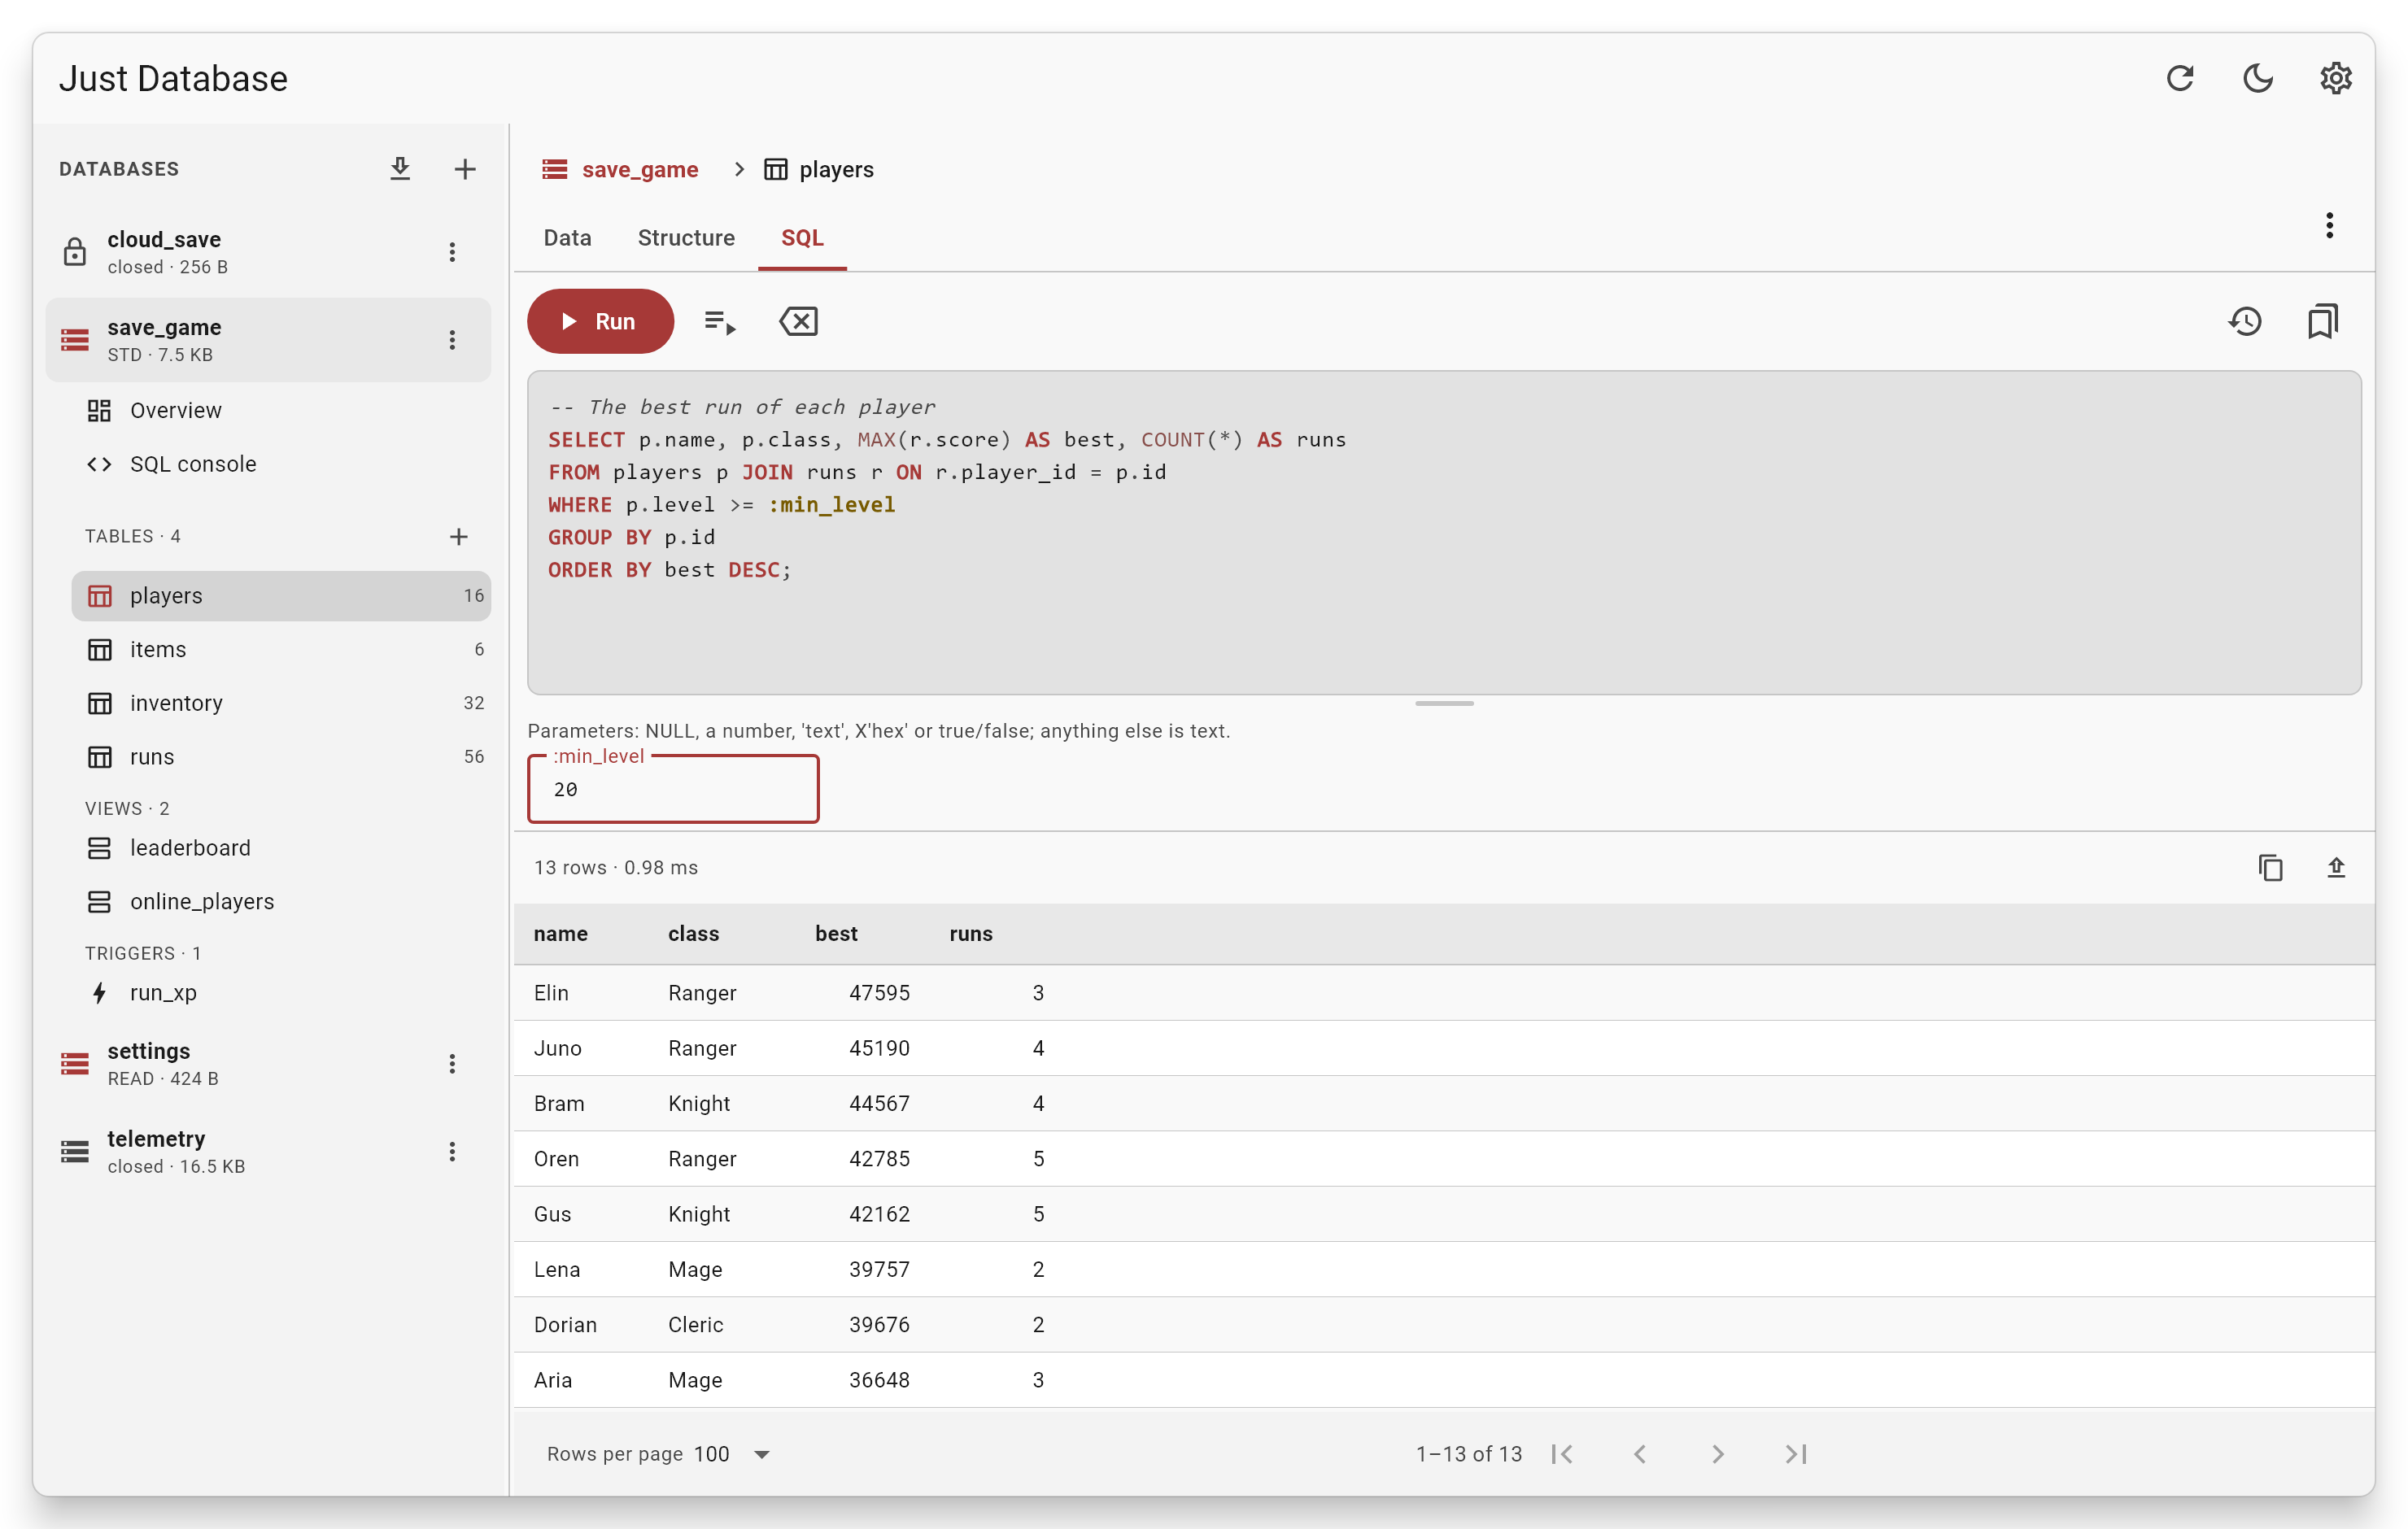 Just Database
DATABASES
cloud_save
closed · 256 B
save_game
STD · 7.5 KB
Overview
SQL console
TABLES · 4
players 16
items 6
inventory 32
runs 56
VIEWS · 2
leaderboard
online_players
TRIGGERS · 1
run_xp
settings
READ · 424 B
telemetry
closed · 16.5 KB
save_game > players
Data Structure SQL
Run
-- The best run of each player
SELECT p.name, p.class, MAX(r.score) AS best, COUNT(*) AS runs
FROM players p JOIN runs r ON r.player_id = p.id
WHERE p.level >= :min_level
GROUP BY p.id
ORDER BY best DESC;
Parameters: NULL, a number, 'text', X'hex' or true/false; anything else is text.
:min_level
20
13 rows · 0.98 ms
name class best runs
Elin Ranger 47595 3
Juno Ranger 45190 4
Bram Knight 44567 4
Oren Ranger 42785 5
Gus Knight 42162 5
Lena Mage 39757 2
Dorian Cleric 39676 2
Aria Mage 36648 3
Rows per page 100 1–13 of 13